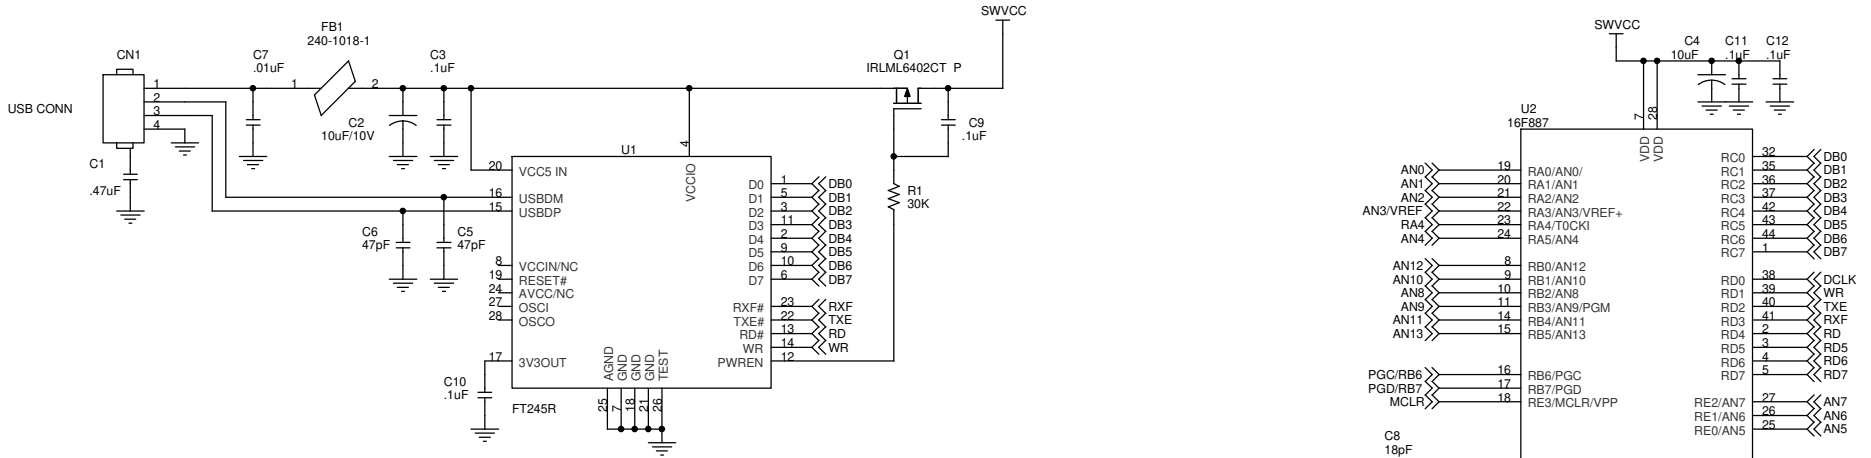 SWVCC
FB1
240-1018-1
CN1
C7
.01uF
C3
.1uF
Q1
IRLML6402CT P
1
2
3
4
1
2
USB CONN
C2
10uF/10V
C9
.1uF
C1
.47uF
U1
4
VCCIO
20
VCC5 IN
16
USBDM
15
USBDP
C6
47pF
C5
47pF
8
VCCIN/NC
19
RESET#
24
AVCC/NC
27
OSCI
28
OSCO
17
3V3OUT
C10
.1uF
FT245R
D0 1 DB0
D1 5 DB1
D2 3 DB2
D3 11 DB3
D4 2 DB4
D5 9 DB5
D6 10 DB6
D7 6 DB7
RXF# 23 RXF
TXE# 22 TXE
RD# 13 RD
WR 14 WR
PWREN 12
R1
30K
AGND
GND
GND
GND
TEST
25
7
18
21
26
SWVCC
C4
10uF
C11
.1uF
C12
.1uF
U2
16F887
7
28
VDD
VDD
AN0 19 RA0/AN0/
AN1 20 RA1/AN1
AN2 21 RA2/AN2
AN3/VREF 22 RA3/AN3/VREF+
RA4 23 RA4/T0CKI
AN4 24 RA5/AN4
AN12 8 RB0/AN12
AN10 9 RB1/AN10
AN8 10 RB2/AN8
AN9 11 RB3/AN9/PGM
AN11 14 RB4/AN11
AN13 15 RB5/AN13
PGC/RB6 16 RB6/PGC
PGD/RB7 17 RB7/PGD
MCLR 18 RE3/MCLR/VPP
RC0 32 DB0
RC1 35 DB1
RC2 36 DB2
RC3 37 DB3
RC4 42 DB4
RC5 43 DB5
RC6 44 DB6
RC7 1 DB7
RD0 38 DCLK
RD1 39 WR
RD2 40 TXE
RD3 41 RXF
RD4 2 RD
RD5 3 RD5
RD6 4 RD6
RD7 5 RD7
RE2/AN7 27 AN7
RE1/AN6 26 AN6
RE0/AN5 25 AN5
C8
18pF